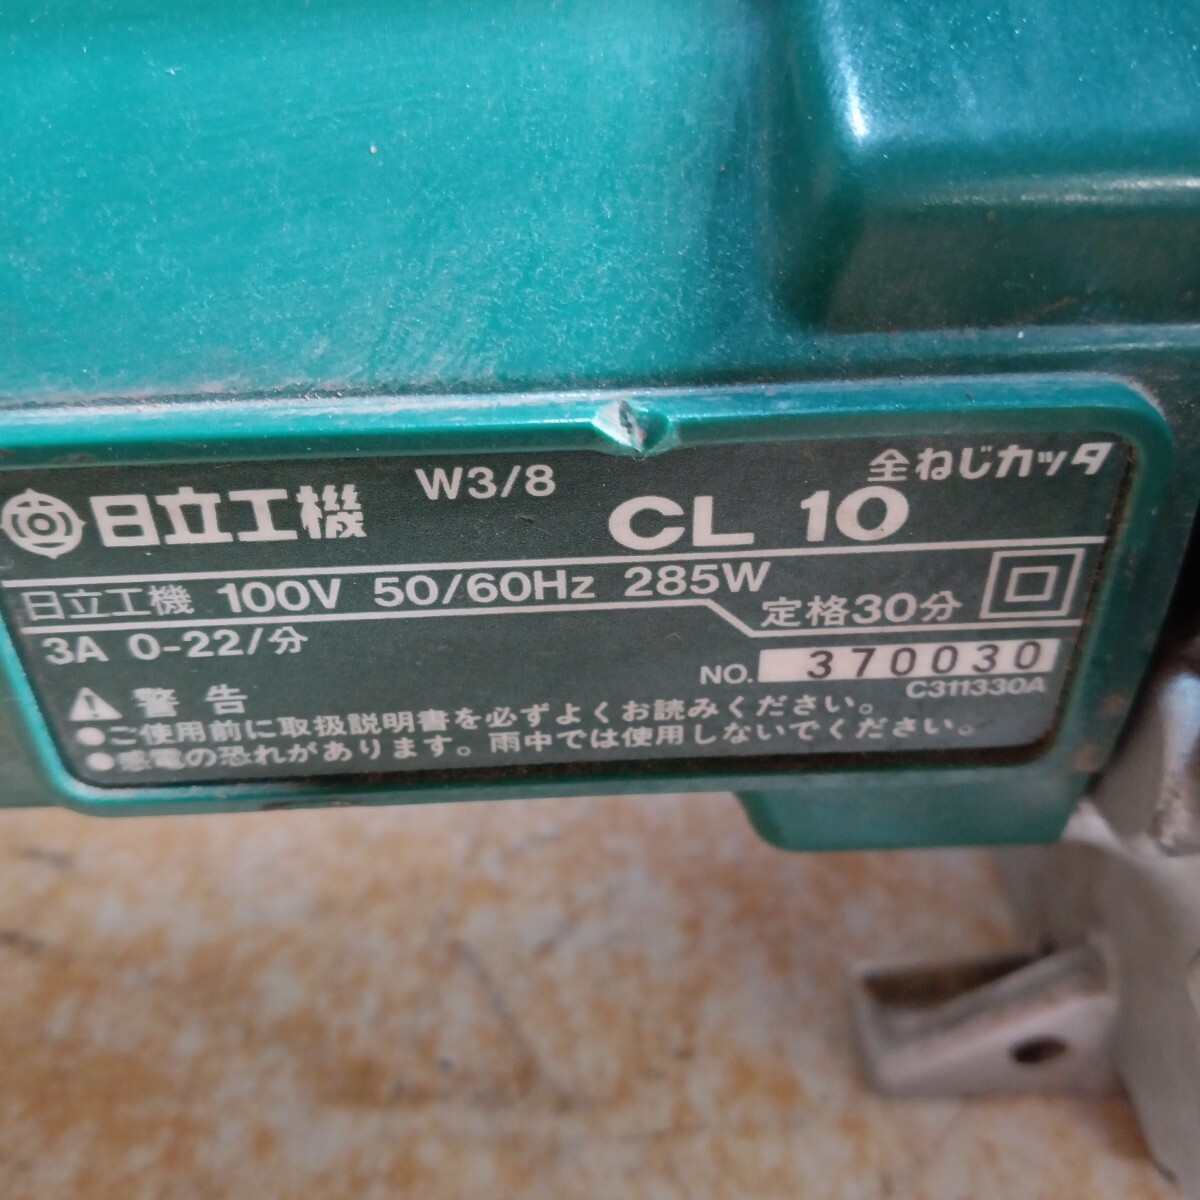 日立工機 W3/8 CL 10 全ねじカッタ
日立工機 100V 50/60Hz 285W
3A 0-22/分 定格30分
NO. 370030
C311330A
警告
●ご使用前に取扱説明書を必ずよくお読みください。
●感電の恐れがあります。雨中では使用しないでください。